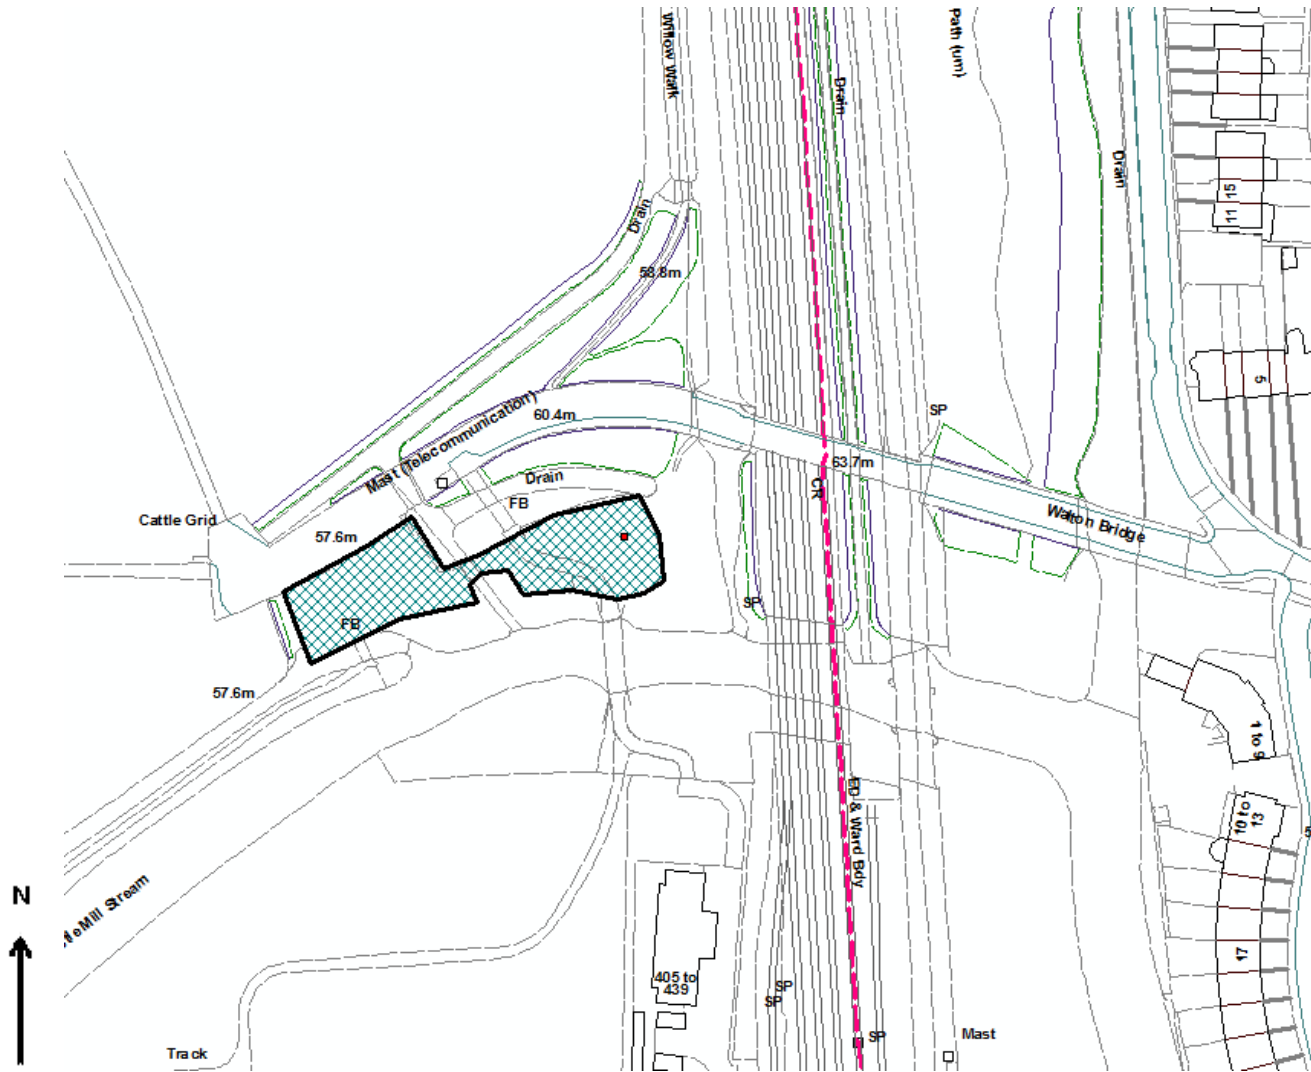 Willow Walk
Path (um)
Drain
Drain
15
11
Drain
58.8m
5
Mast (Telecommunication)
60.4m
SP
63.7m
CR
Drain
FB
Cattle Grid
57.6m
Walton Bridge
SP
FB
57.6m
1 to 9
ED & Ward Bdy
10 to
13
N
Mill Stream
17
405 to
439
SP
SP
SP
Mast
Track
5